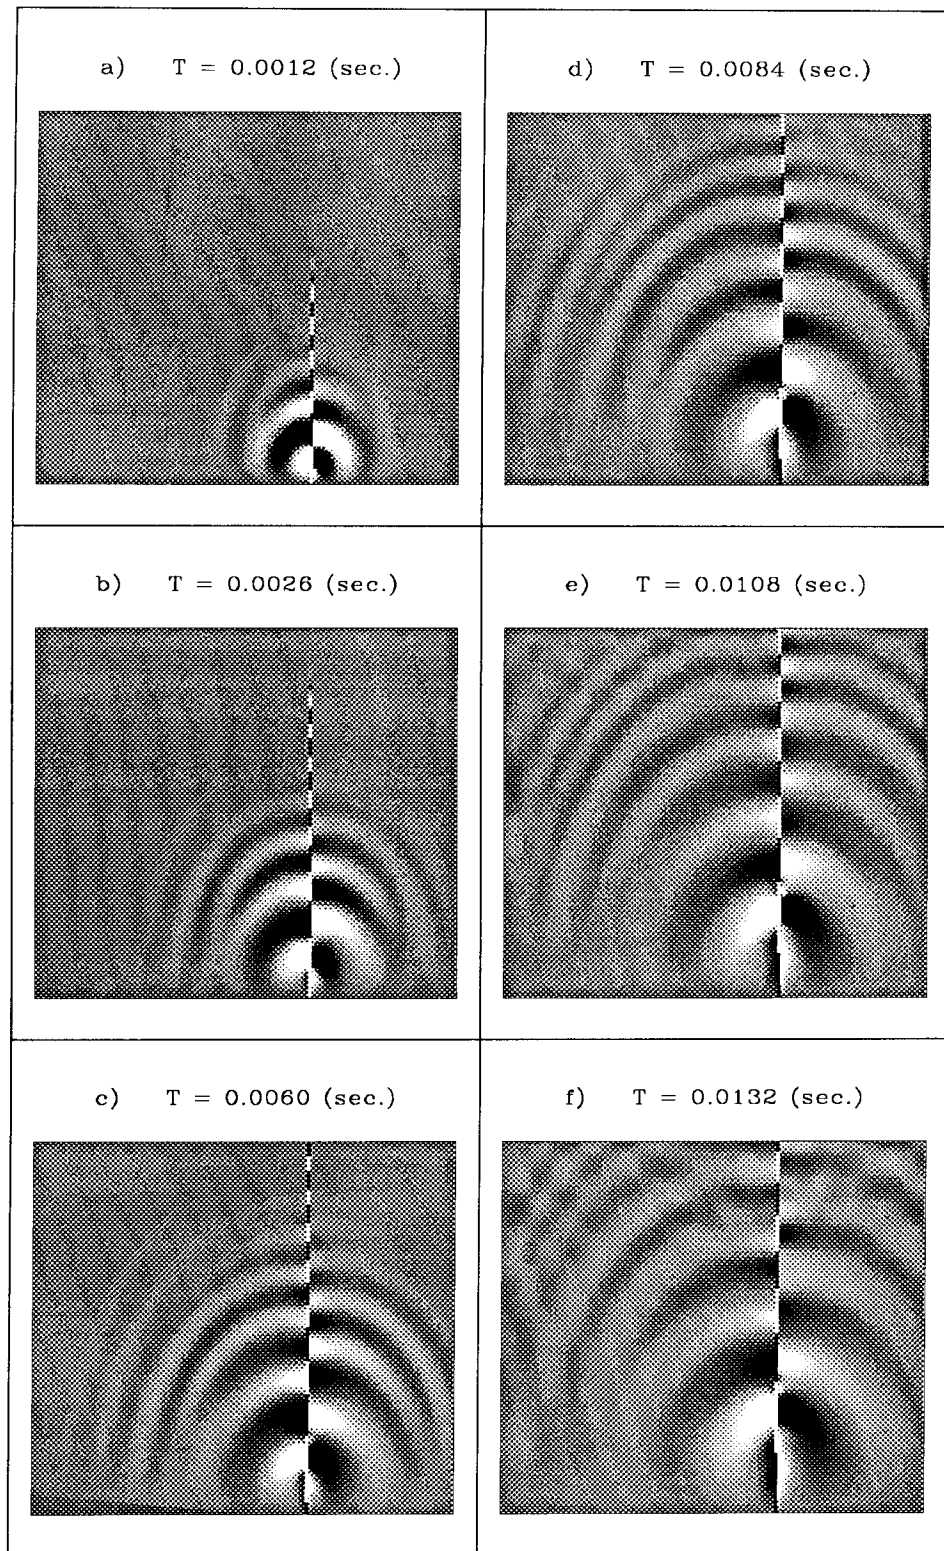 a) T = 0.0012 (sec.)
b) T = 0.0026 (sec.)
c) T = 0.0060 (sec.)
d) T = 0.0084 (sec.)
e) T = 0.0108 (sec.)
f) T = 0.0132 (sec.)